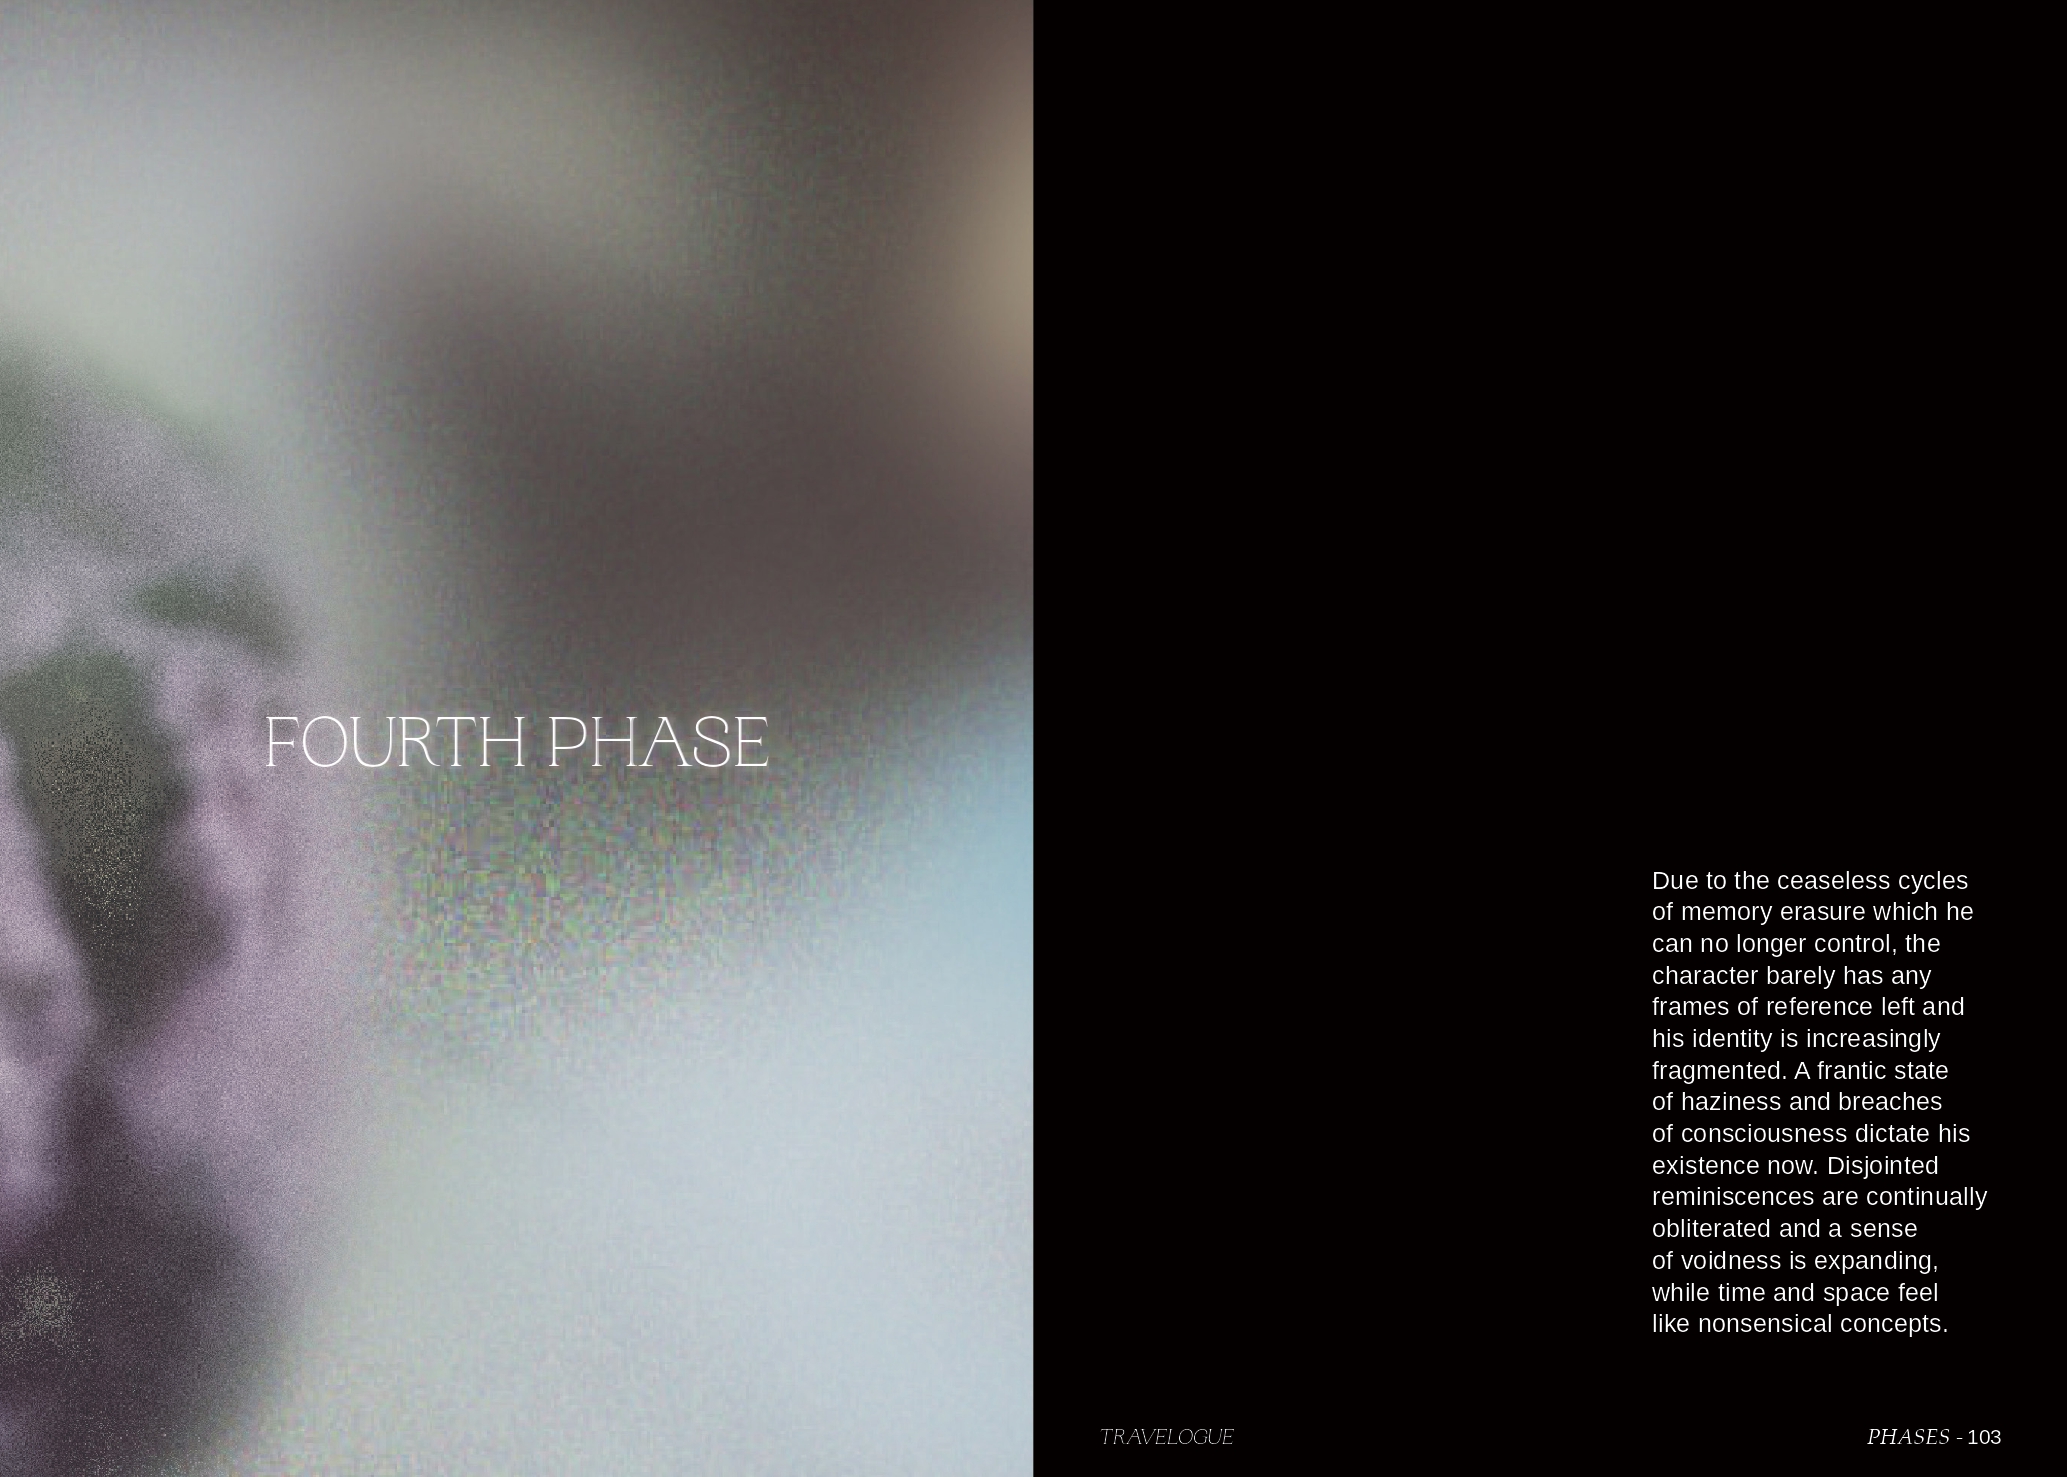 FOURTH PHASE
Due to the ceaseless cycles
of memory erasure which he
can no longer control, the
character barely has any
frames of reference left and
his identity is increasingly
fragmented. A frantic state
of haziness and breaches
of consciousness dictate his
existence now. Disjointed
reminiscences are continually
obliterated and a sense
of voidness is expanding,
while time and space feel
like nonsensical concepts.
TRAVELOGUE
PHASES - 103